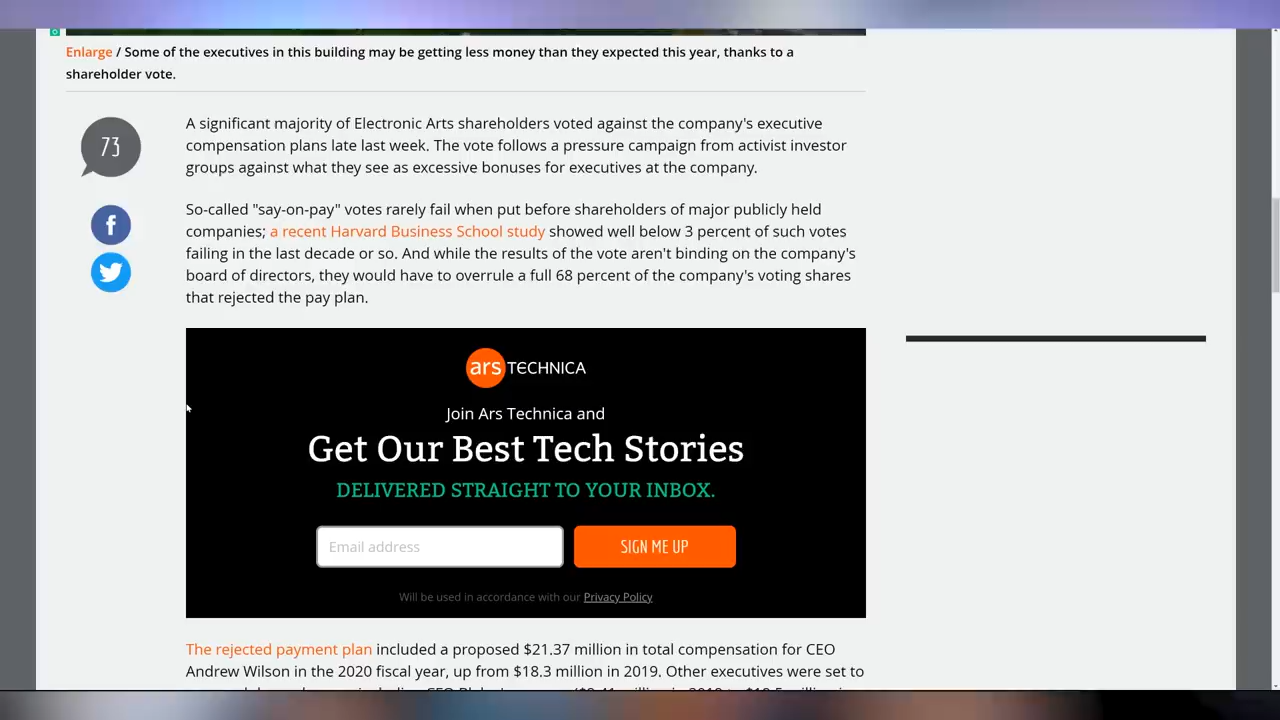 Enlarge / Some of the executives in this building may be getting less money than they expected this year, thanks to a
shareholder vote.
73
A significant majority of Electronic Arts shareholders voted against the company's executive
compensation plans late last week. The vote follows a pressure campaign from activist investor
groups against what they see as excessive bonuses for executives at the company.
So-called "say-on-pay" votes rarely fail when put before shareholders of major publicly held
companies; a recent Harvard Business School study showed well below 3 percent of such votes
failing in the last decade or so. And while the results of the vote aren't binding on the company's
board of directors, they would have to overrule a full 68 percent of the company's voting shares
that rejected the pay plan.
ars TECHNICA
Join Ars Technica and
Get Our Best Tech Stories
DELIVERED STRAIGHT TO YOUR INBOX.
Email address
SIGN ME UP
Will be used in accordance with our Privacy Policy
The rejected payment plan included a proposed $21.37 million in total compensation for CEO
Andrew Wilson in the 2020 fiscal year, up from $18.3 million in 2019. Other executives were set to